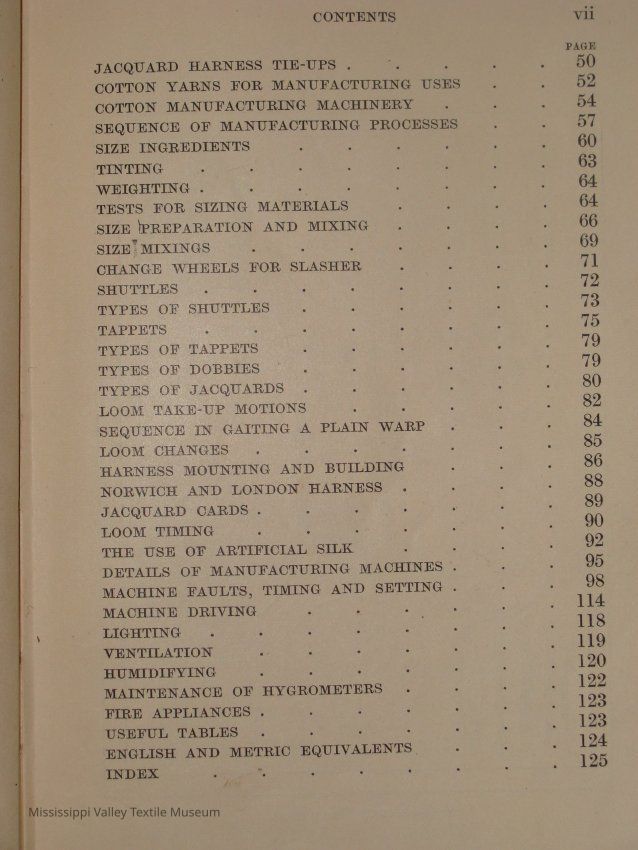 CONTENTS vii
PAGE
JACQUARD HARNESS TIE-UPS . . . . . 50
COTTON YARNS FOR MANUFACTURING USES . . 52
COTTON MANUFACTURING MACHINERY . . . 54
SEQUENCE OF MANUFACTURING PROCESSES . . 57
SIZE INGREDIENTS . . . . . . 60
TINTING . . . . . . . . 63
WEIGHTING . . . . . . . . 64
TESTS FOR SIZING MATERIALS . . . . 64
SIZE PREPARATION AND MIXING . . . . 66
SIZE MIXINGS . . . . . . . 69
CHANGE WHEELS FOR SLASHER . . . . 71
SHUTTLES . . . . . . . . 72
TYPES OF SHUTTLES . . . . . . 73
TAPPETS . . . . . . . . 75
TYPES OF TAPPETS . . . . . . 79
TYPES OF DOBBIES . . . . . . 79
TYPES OF JACQUARDS . . . . . . 80
LOOM TAKE-UP MOTIONS . . . . . 82
SEQUENCE IN GAITING A PLAIN WARP . . . 84
LOOM CHANGES . . . . . . . 85
HARNESS MOUNTING AND BUILDING . . . 86
NORWICH AND LONDON HARNESS . . . . 88
JACQUARD CARDS . . . . . . . 89
LOOM TIMING . . . . . . . 90
THE USE OF ARTIFICIAL SILK . . . . 92
DETAILS OF MANUFACTURING MACHINES . . . 95
MACHINE FAULTS, TIMING AND SETTING . . . 98
MACHINE DRIVING . . . . . . 114
LIGHTING . . . . . . . . 118
VENTILATION . . . . . . . 119
HUMIDIFYING . . . . . . . 120
MAINTENANCE OF HYGROMETERS . . . . 122
FIRE APPLIANCES . . . . . . . 123
USEFUL TABLES . . . . . . . 123
ENGLISH AND METRIC EQUIVALENTS . . . 124
INDEX . . . . . . . . 125
Mississippi Valley Textile Museum